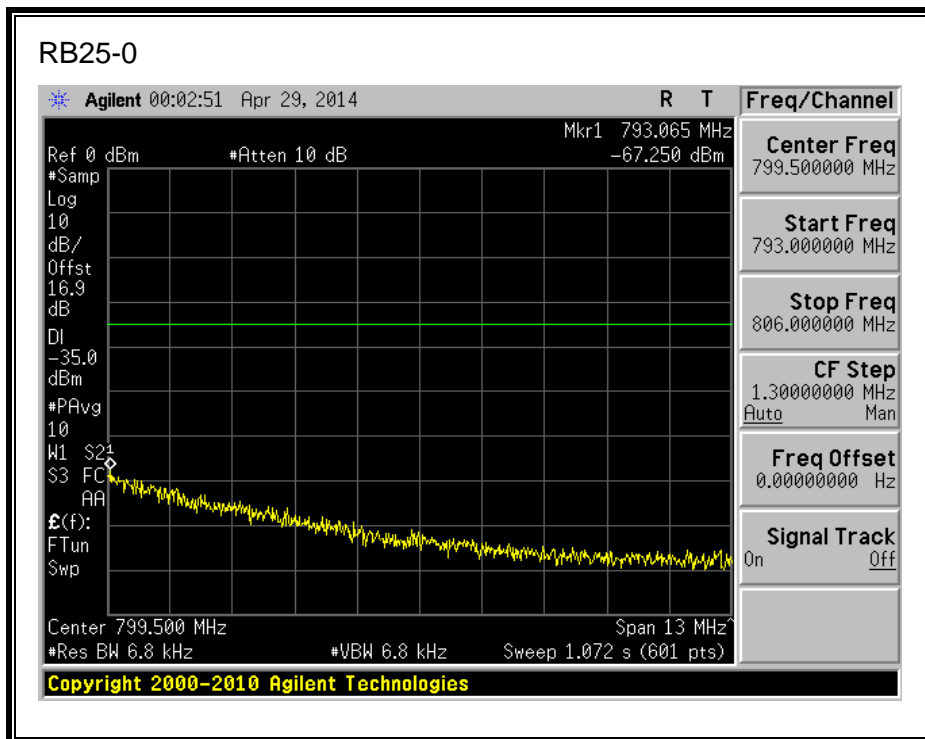 RB25-0
Agilent 00:02:51 Apr 29, 2014 R T Freq/Channel
Mkr1 793.065 MHz
Ref 0 dBm #Atten 10 dB -67.250 dBm
#Samp
Log
10
dB/
Offst
16.9
dB
DI
-35.0
dBm
#PAvg
10
W1 S2
S3 FC
AA
£(f):
FTun
Swp
1
Center 799.500 MHz Span 13 MHz^
#Res BW 6.8 kHz #VBW 6.8 kHz Sweep 1.072 s (601 pts)
Copyright 2000-2010 Agilent Technologies
Center Freq
799.500000 MHz
Start Freq
793.000000 MHz
Stop Freq
806.000000 MHz
CF Step
1.30000000 MHz
Auto Man
Freq Offset
0.00000000 Hz
Signal Track
On Off